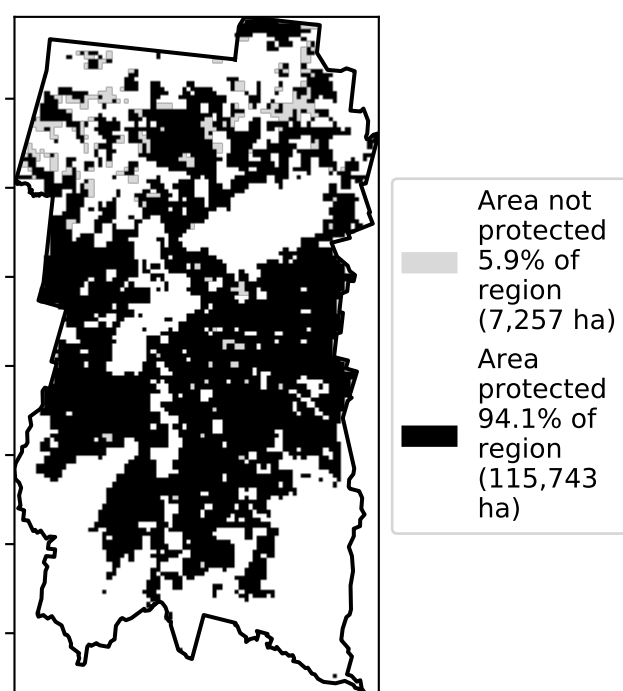 Area not
protected
5.9% of
region
(7,257 ha)
Area
protected
94.1% of
region
(115,743
ha)